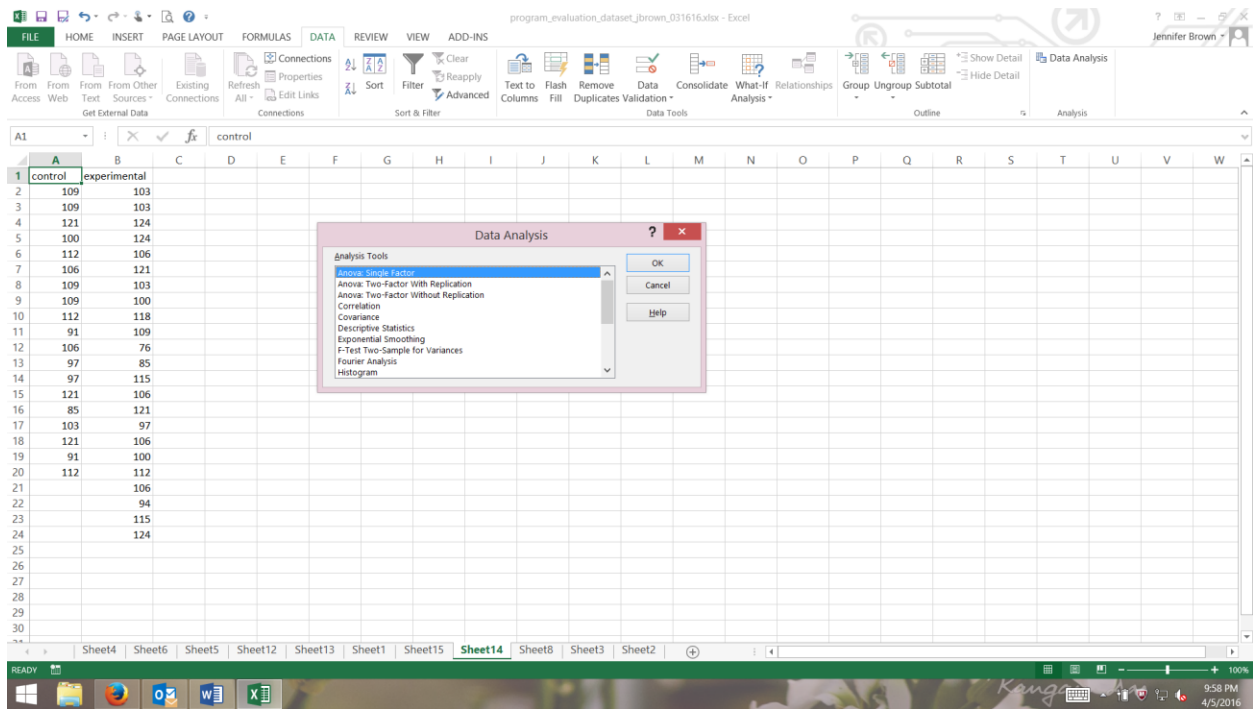 program_evaluation_dataset_jbrown_031616.xlsx - Excel
FILE HOME INSERT PAGE LAYOUT FORMULAS DATA REVIEW VIEW ADD-INS Jennifer Brown
From Access
From Web
From Text
From Other Sources
Existing Connections
Get External Data
Refresh All
Connections
Properties
Edit Links
Connections
Sort
Filter
Clear
Reapply
Advanced
Sort & Filter
Text to Columns
Flash Fill
Remove Duplicates
Data Validation
Consolidate
What-If Analysis
Relationships
Data Tools
Group
Ungroup
Subtotal
Show Detail
Hide Detail
Outline
Data Analysis
Analysis
A1 fx control
A B C D E F G H I J K L M N O P Q R S T U V W
1 control experimental
2 109 103
3 109 103
4 121 124
5 100 124
6 112 106
7 106 121
8 109 103
9 109 100
10 112 118
11 91 109
12 106 76
13 97 85
14 97 115
15 121 106
16 85 121
17 103 97
18 121 106
19 91 100
20 112 112
21 106
22 94
23 115
24 124
25
26
27
28
29
30
Data Analysis
Analysis Tools
Anova: Single Factor
Anova: Two-Factor With Replication
Anova: Two-Factor Without Replication
Correlation
Covariance
Descriptive Statistics
Exponential Smoothing
F-Test Two-Sample for Variances
Fourier Analysis
Histogram
OK
Cancel
Help
Sheet4 Sheet6 Sheet5 Sheet12 Sheet13 Sheet1 Sheet15 Sheet14 Sheet8 Sheet3 Sheet2
READY 100%
9:58 PM
4/5/2016